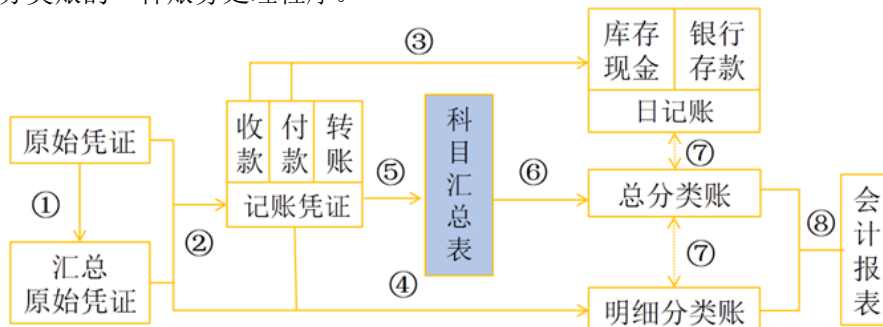 分类账的一种账务处理程序。
③
库存
现金
银行
存款
日记账
原始凭证
收
款
付
款
转
账
记账凭证
科
目
汇
总
表
⑦
①
②
⑤
⑥
总分类账
⑧
会
计
报
表
汇总
原始凭证
④
⑦
明细分类账